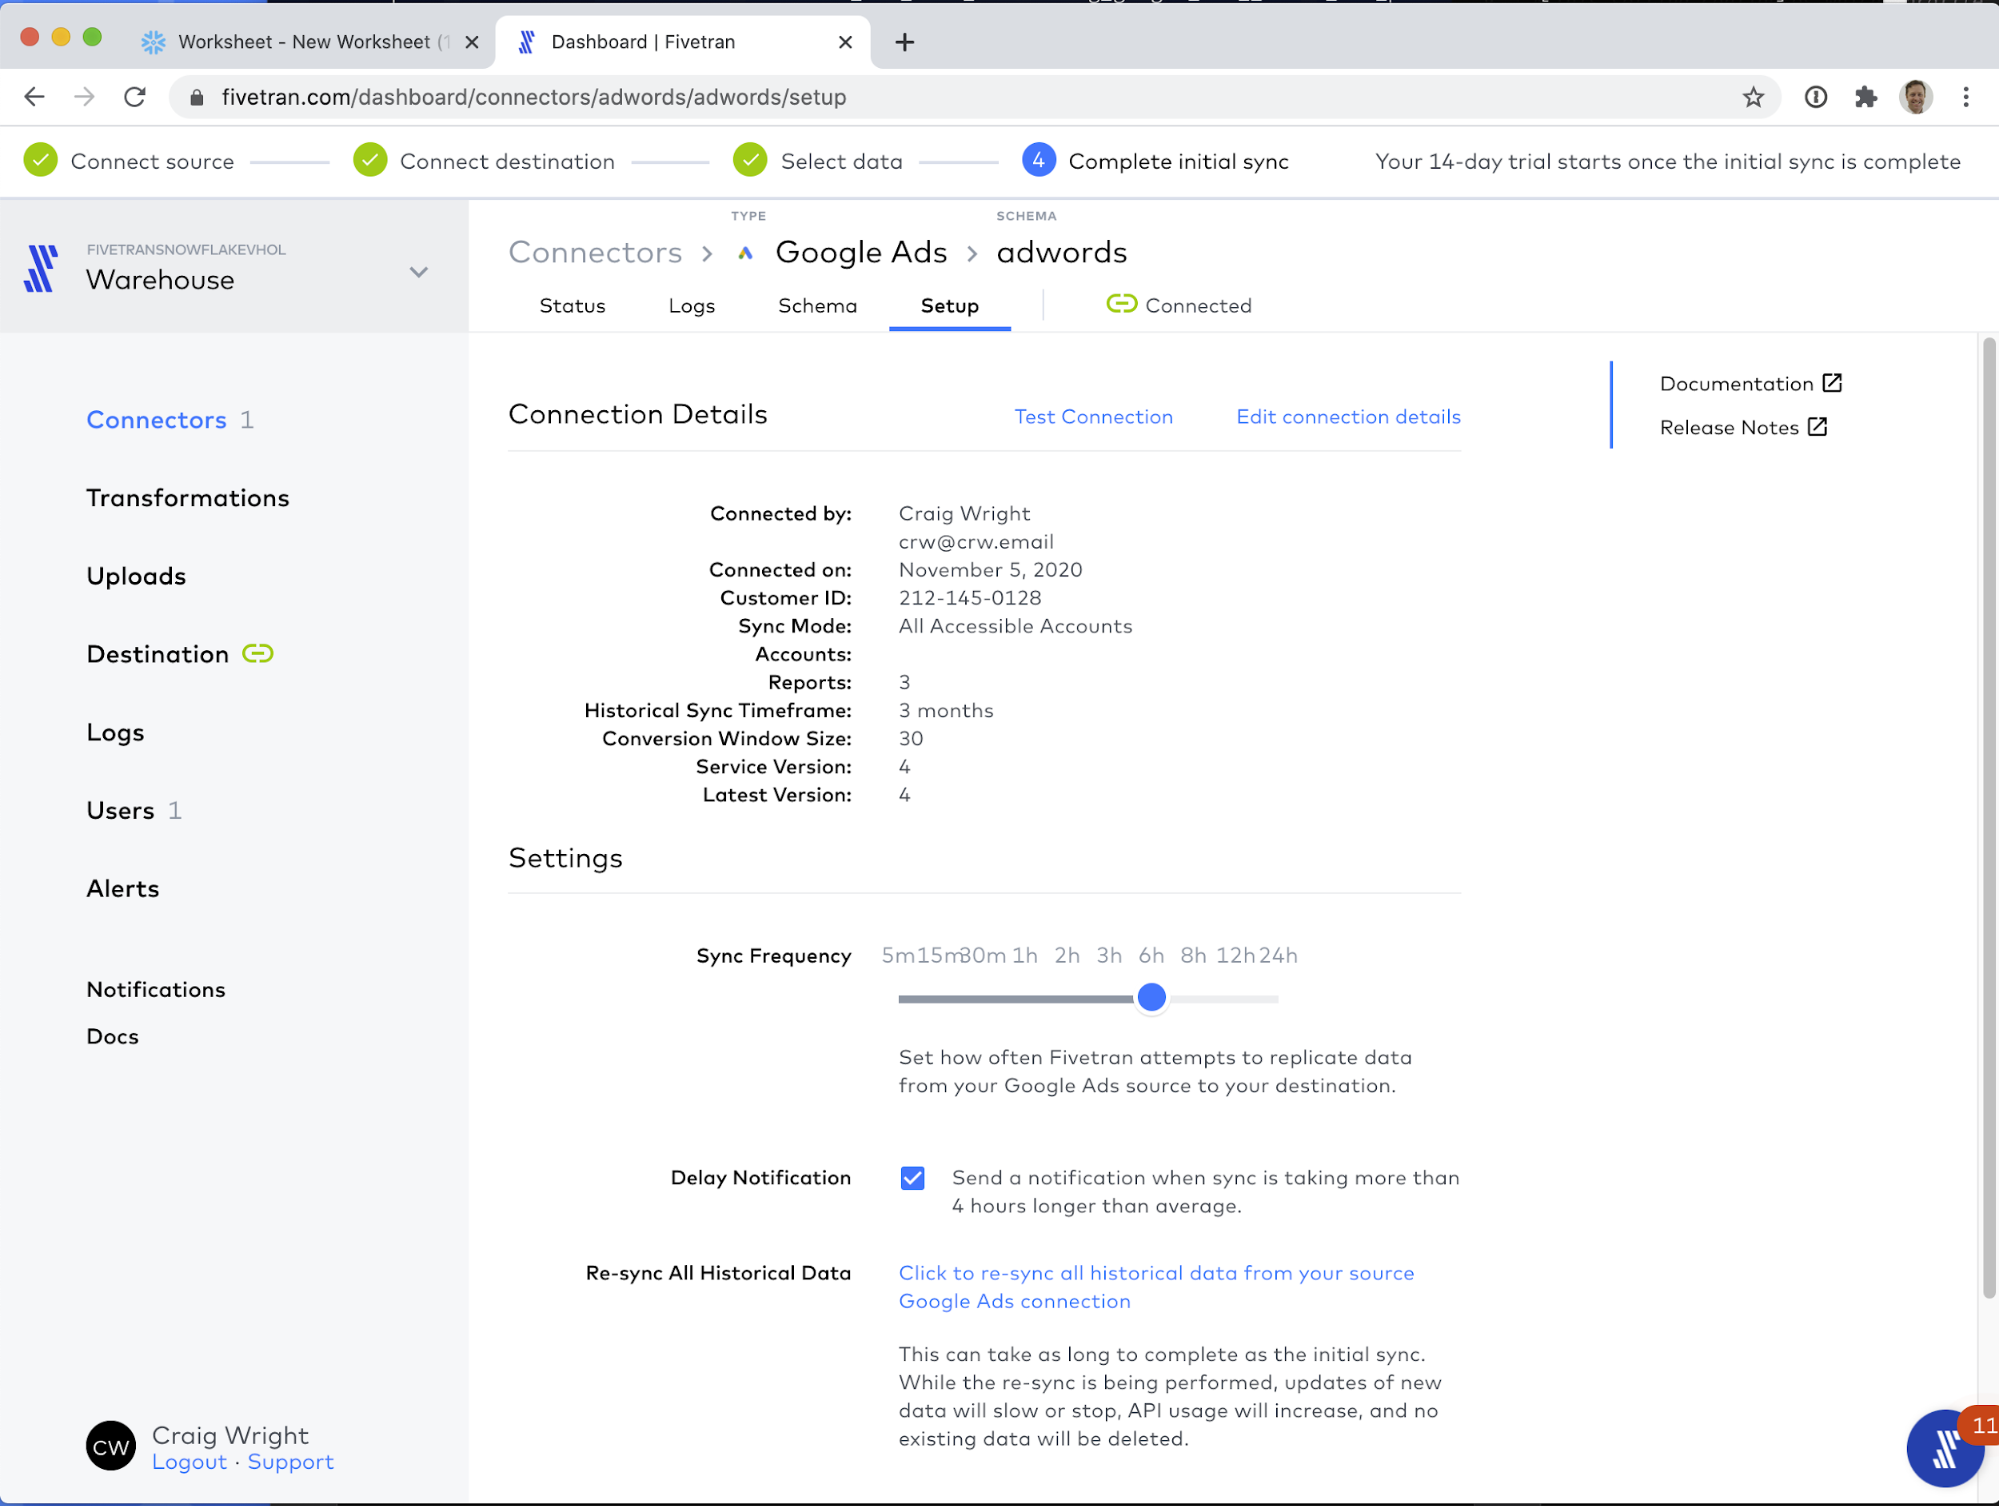 Worksheet - New Worksheet (1
Dashboard | Fivetran
fivetran.com/dashboard/connectors/adwords/adwords/setup
Connect source
Connect destination
Select data
4
Complete initial sync
Your 14-day trial starts once the initial sync is complete
FIVETRANSNOWFLAKEVHOL
Warehouse
TYPE
SCHEMA
Connectors > Google Ads > adwords
Status
Logs
Schema
Setup
Connected
Connectors 1
Transformations
Uploads
Destination
Logs
Users 1
Alerts
Notifications
Docs
CW
Craig Wright
Logout · Support
Connection Details
Test Connection
Edit connection details
Documentation
Release Notes
Connected by: Craig Wright
crw@crw.email
Connected on: November 5, 2020
Customer ID: 212-145-0128
Sync Mode: All Accessible Accounts
Accounts:
Reports: 3
Historical Sync Timeframe: 3 months
Conversion Window Size: 30
Service Version: 4
Latest Version: 4
Settings
Sync Frequency 5m 15m 30m 1h 2h 3h 6h 8h 12h 24h
Set how often Fivetran attempts to replicate data
from your Google Ads source to your destination.
Delay Notification
Send a notification when sync is taking more than
4 hours longer than average.
Re-sync All Historical Data
Click to re-sync all historical data from your source
Google Ads connection
This can take as long to complete as the initial sync.
While the re-sync is being performed, updates of new
data will slow or stop, API usage will increase, and no
existing data will be deleted.
11